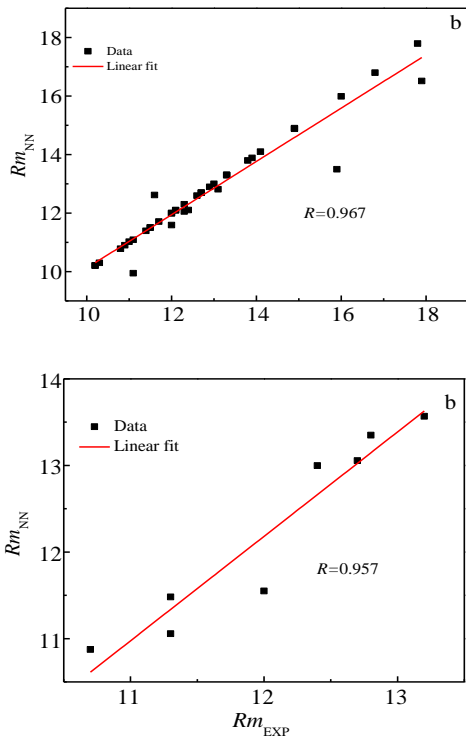 b
18
Data
Linear fit
16
14
12
R=0.967
10
Rm_NN
10 12 14 16 18
14
b
Data
Linear fit
13
12
R=0.957
11
Rm_NN
11 12 13
Rm_EXP